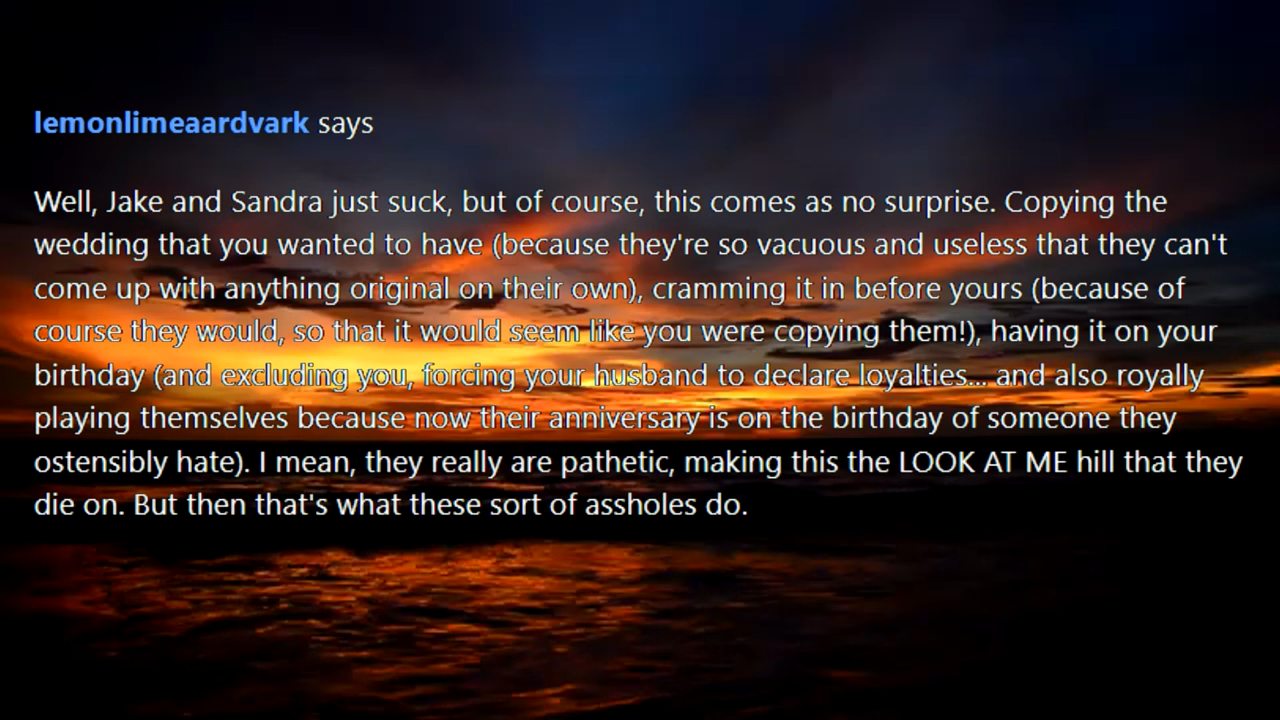 lemonlimeaardvark says
Well, Jake and Sandra just suck, but of course, this comes as no surprise. Copying the
wedding that you wanted to have (because they're so vacuous and useless that they can't
come up with anything original on their own), cramming it in before yours (because of
course they would, so that it would seem like you were copying them!), having it on your
birthday (and excluding you, forcing your husband to declare loyalties... and also royally
playing themselves because now their anniversary is on the birthday of someone they
ostensibly hate). I mean, they really are pathetic, making this the LOOK AT ME hill that they
die on. But then that's what these sort of assholes do.